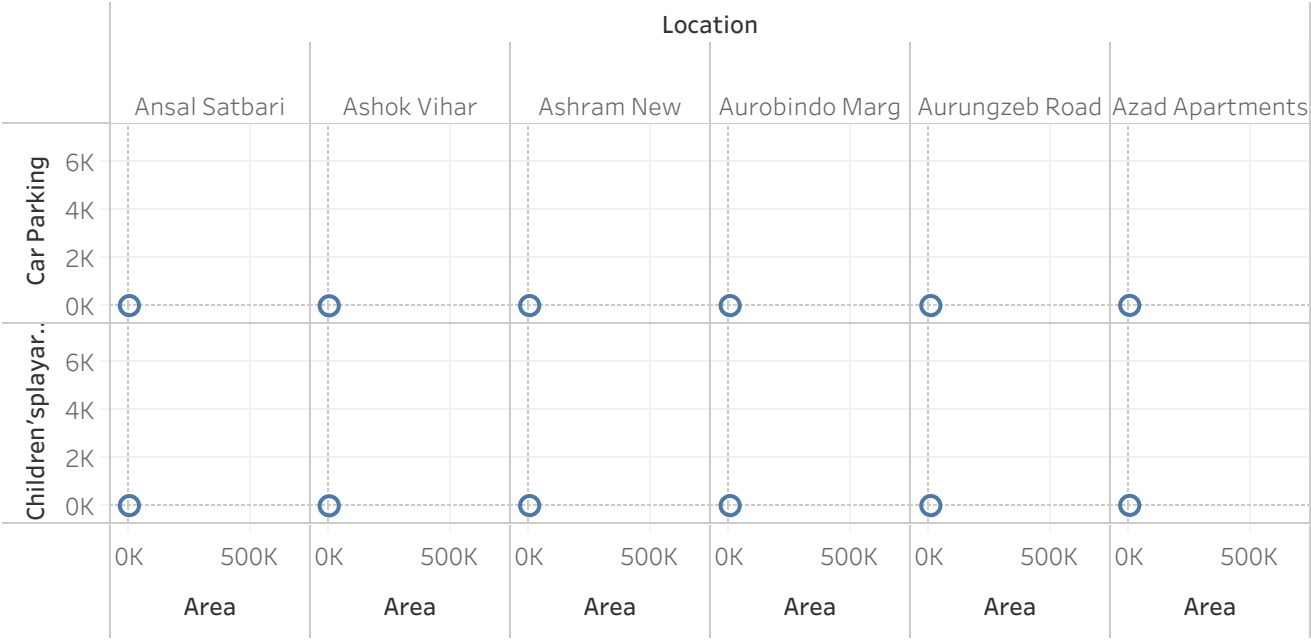 Location
Ansal Satbari Ashok Vihar Ashram New Aurobindo Marg Aurungzeb Road Azad Apartments
Car Parking
6K
4K
2K
0K
Children'splayar..
6K
4K
2K
0K
0K 500K 0K 500K 0K 500K 0K 500K 0K 500K 0K 500K
Area Area Area Area Area Area